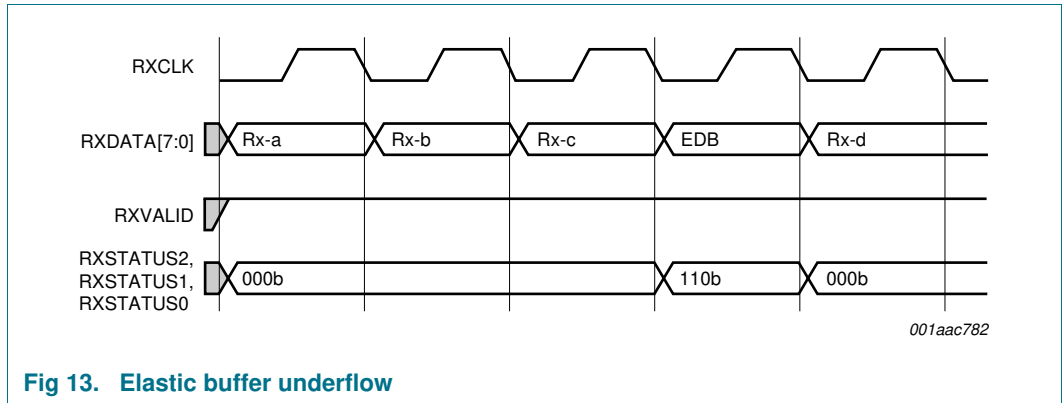 RXCLK
RXDATA[7:0] Rx-a Rx-b Rx-c EDB Rx-d
RXVALID
RXSTATUS2,
RXSTATUS1, 000b 110b 000b
RXSTATUS0
001aac782
Fig 13. Elastic buffer underflow